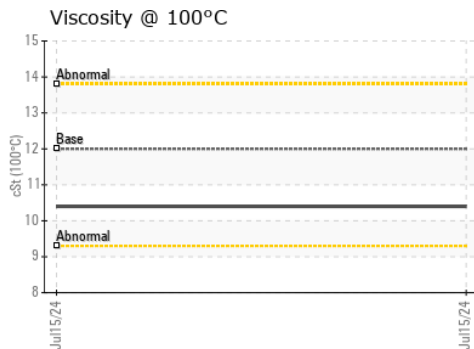 Viscosity @ 100°C
15
Abnormal
14
13
Base
12
11
10
Abnormal
9
8
cSt (100°C)
Jul15/24
Jul15/24